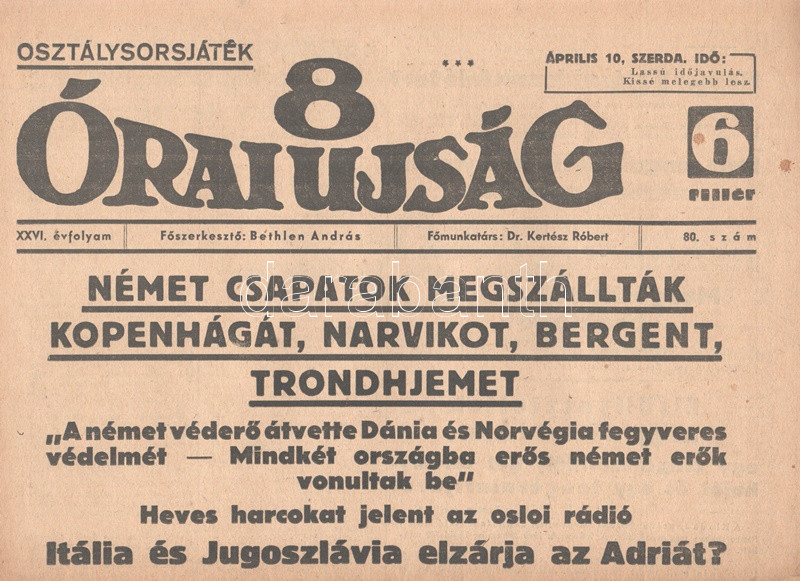 OSZTÁLYSORSJÁTÉK
***
ÁPRILIS 10, SZERDA. IDŐ:
Lassú időjavulás.
Kissé melegebb lesz.
8
ÓRAI UJSÁG
6
fillér
XXVI. évfolyam
Főszerkesztő: Bethlen András
Főmunkatárs: Dr. Kertész Róbert
80. szám
NÉMET CSAPATOK MEGSZÁLLTÁK
KOPENHÁGÁT, NARVIKOT, BERGENT,
TRONDHJEMET
„A német véderő átvette Dánia és Norvégia fegyveres
védelmét — Mindkét országba erős német erők
vonultak be"
Heves harcokat jelent az osloi rádió
Itália és Jugoszlávia elzárja az Adriát?
darabanth